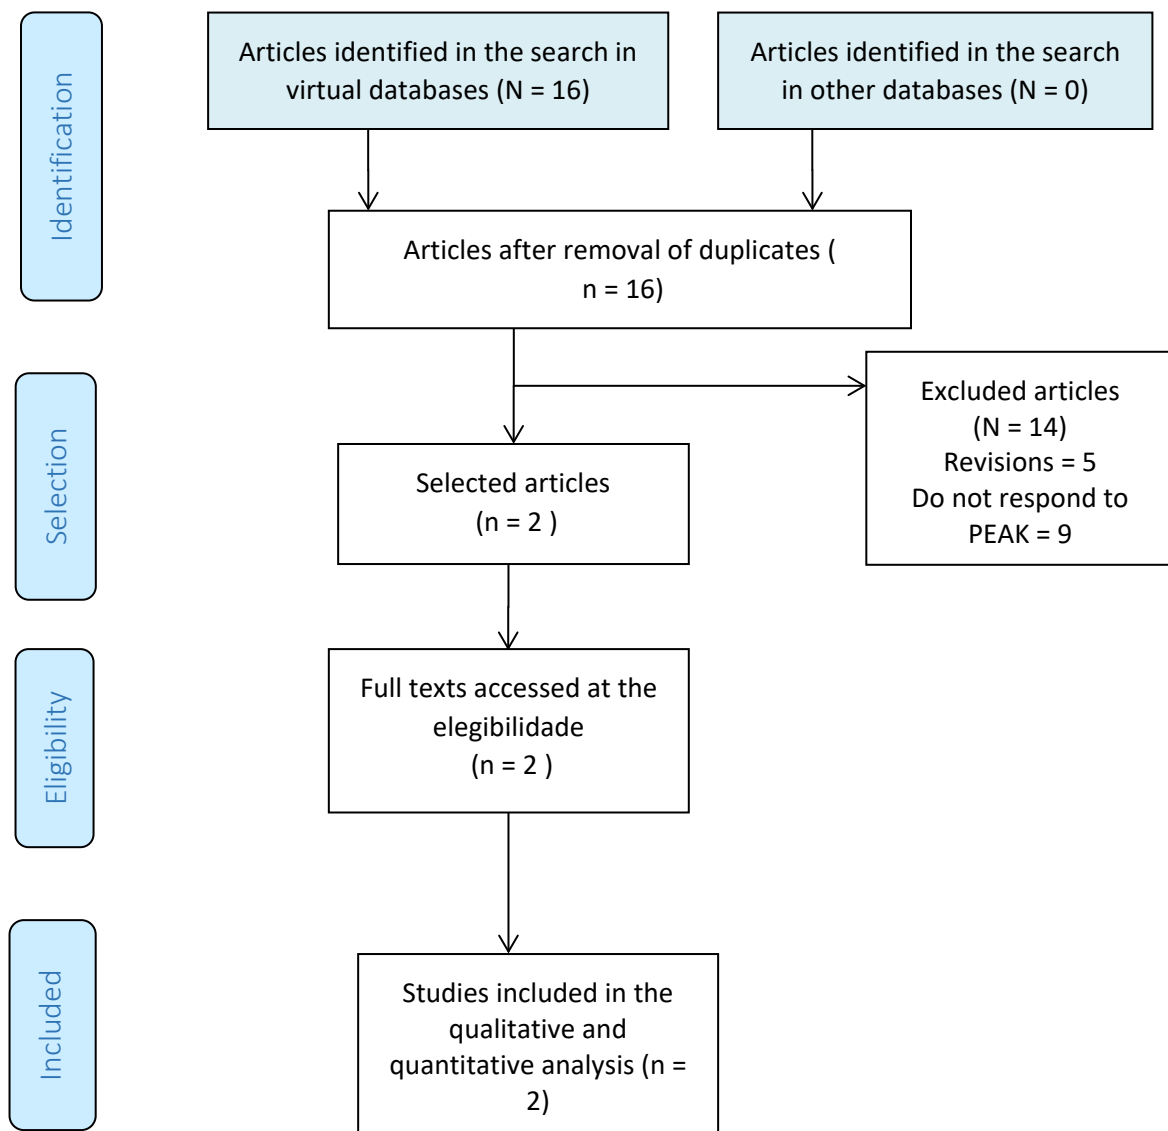 Identification
Articles identified in the search in
virtual databases (N = 16)
Articles identified in the search
in other databases (N = 0)
Articles after removal of duplicates (
n = 16)
Selection
Excluded articles
(N = 14)
Revisions = 5
Do not respond to
PEAK = 9
Selected articles
(n = 2 )
Eligibility
Full texts accessed at the
elegibilidade
(n = 2 )
Included
Studies included in the
qualitative and
quantitative analysis (n =
2)